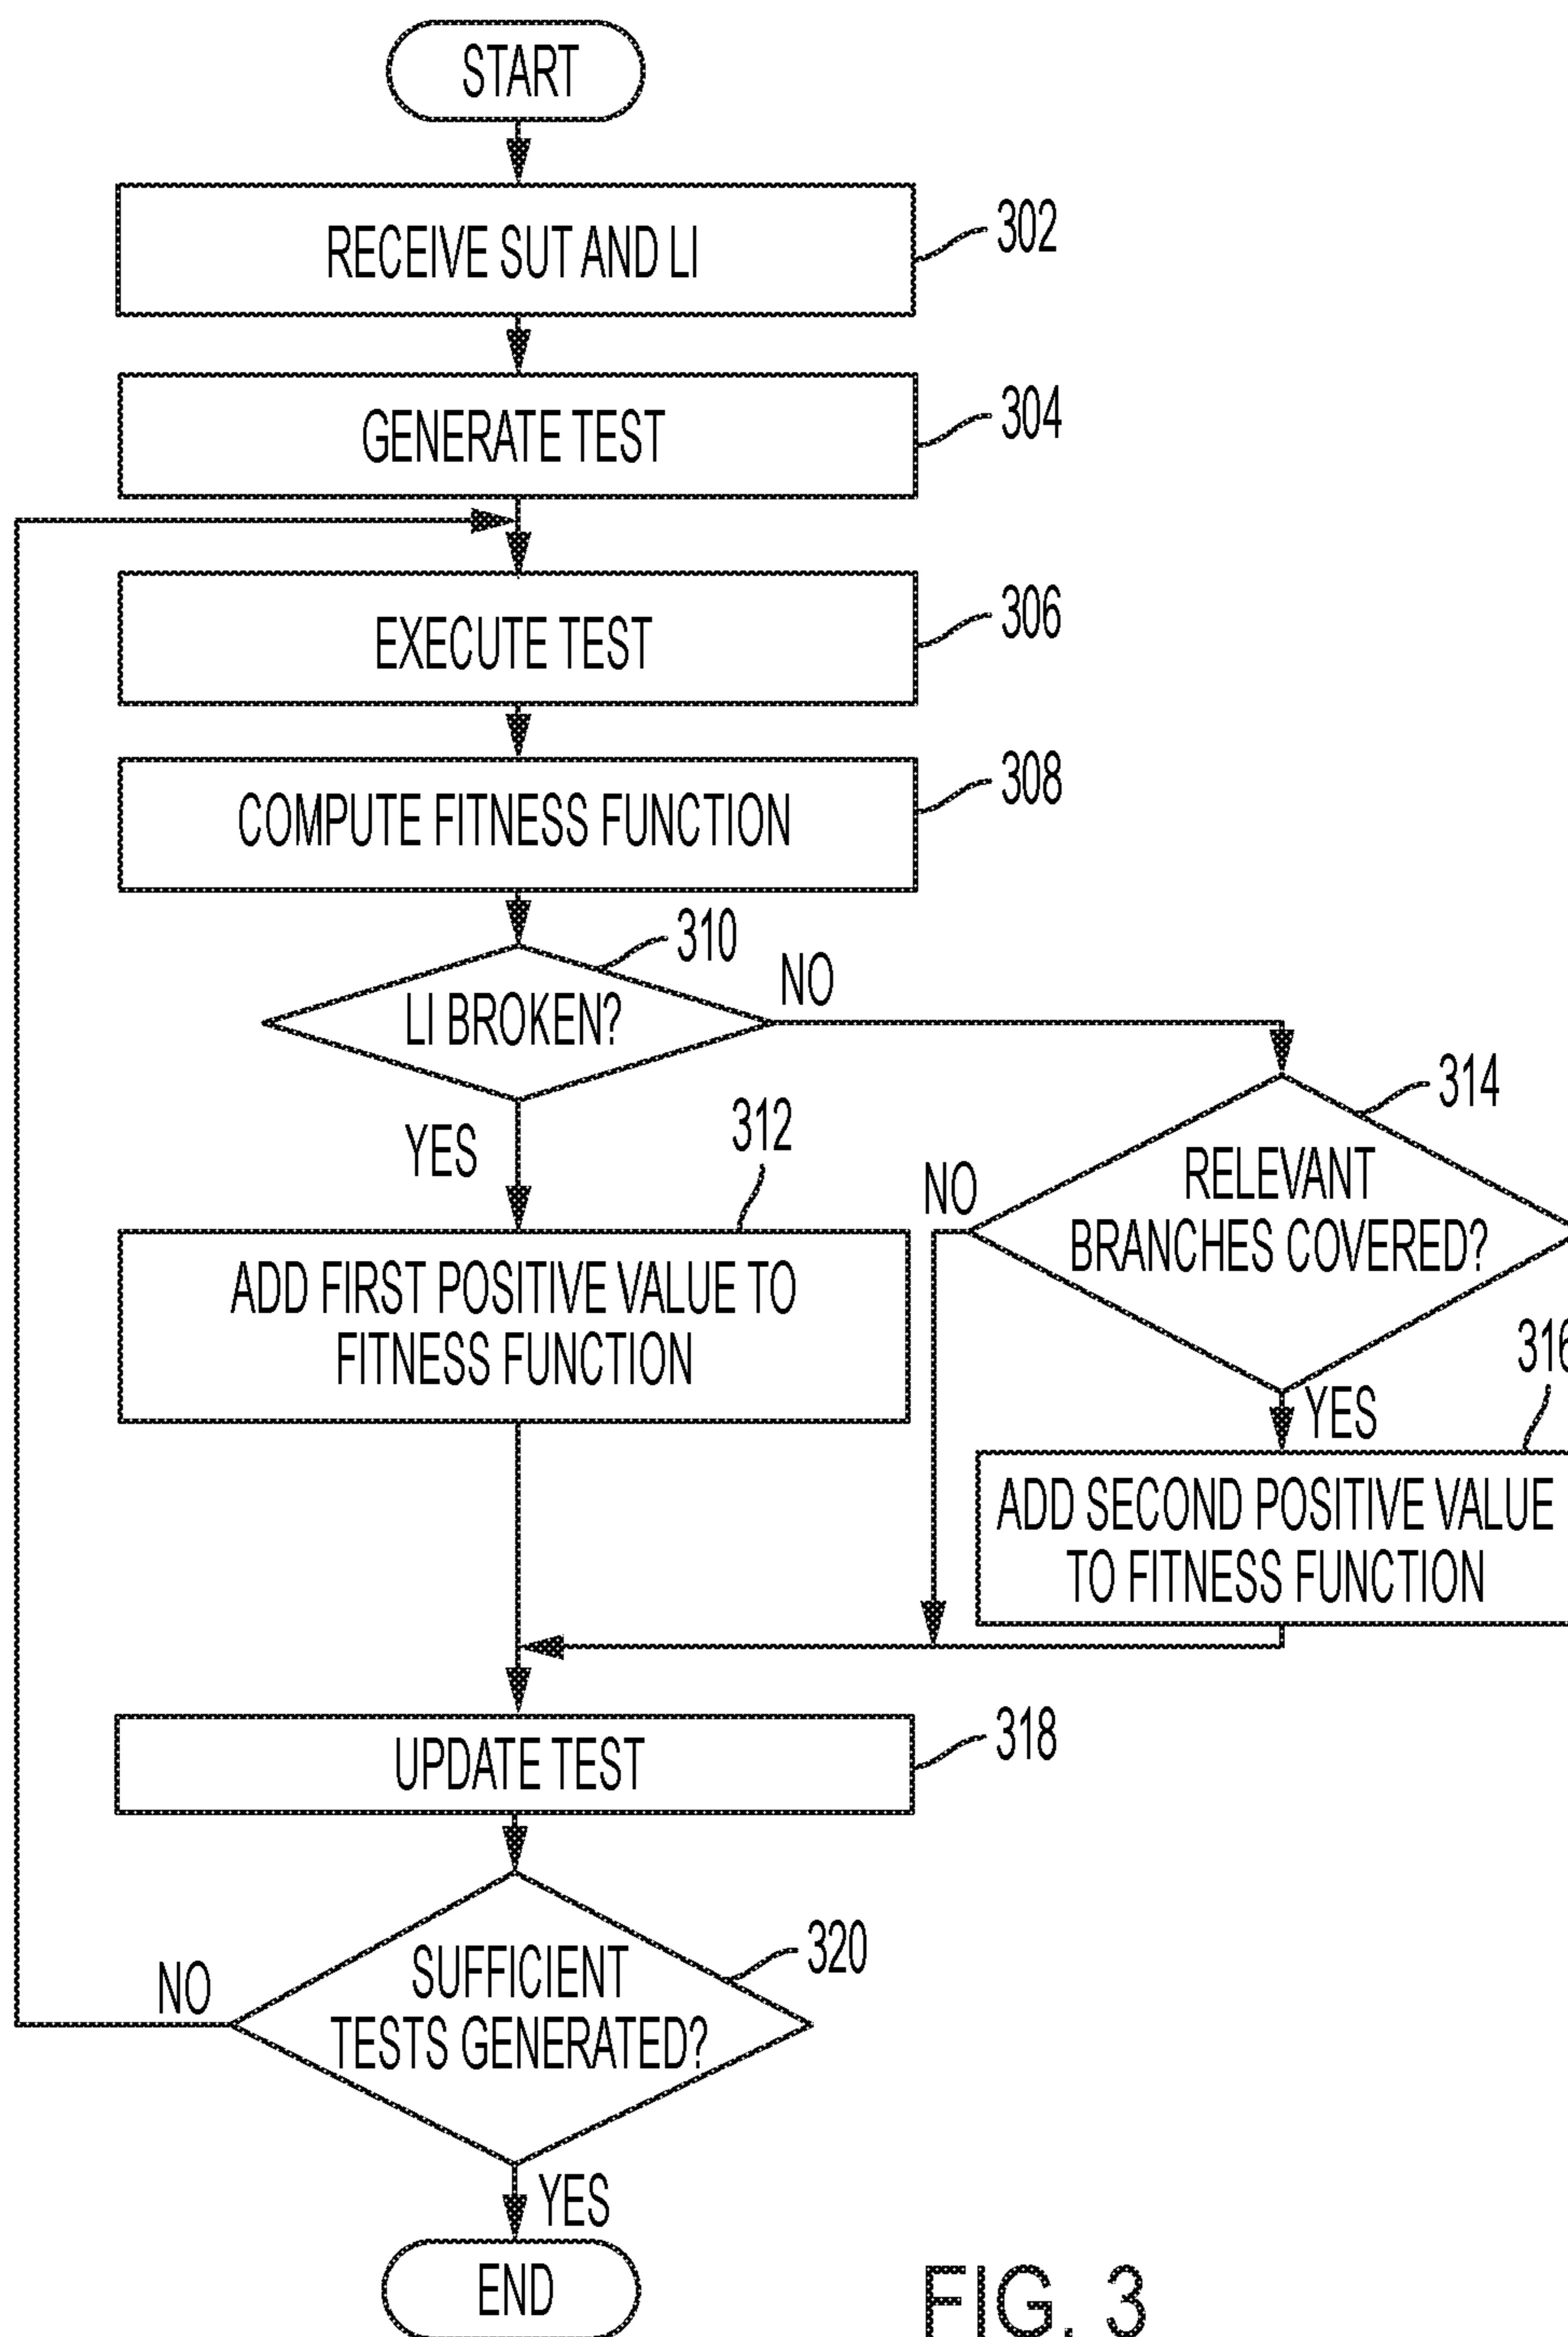 START
RECEIVE SUT AND LI
302
GENERATE TEST
304
EXECUTE TEST
306
COMPUTE FITNESS FUNCTION
308
310
LI BROKEN?
NO
YES
312
314
RELEVANT
BRANCHES COVERED?
NO
ADD FIRST POSITIVE VALUE TO
FITNESS FUNCTION
316
YES
ADD SECOND POSITIVE VALUE
TO FITNESS FUNCTION
UPDATE TEST
318
SUFFICIENT
TESTS GENERATED?
320
NO
YES
END
FIG. 3